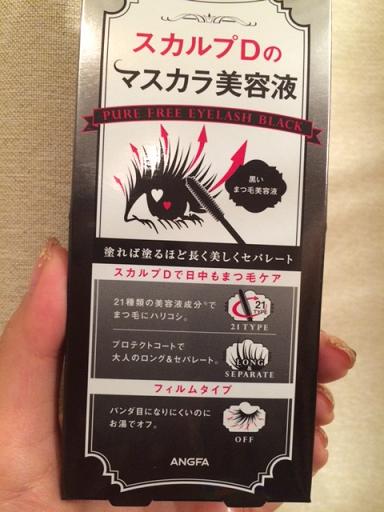 スカルプDの
マスカラ美容液
PURE FREE EYELASH BLACK
黒い
まつ毛美容液
塗れば塗るほど長く美しくセパレート
スカルプDで日中もまつ毛ケア
21種類の美容液成分※で
まつ毛にハリコシ。
21
TYPE
21TYPE
プロテクトコートで
大人のロング&セパレート。
LONG
&
SEPARATE
フィルムタイプ
パンダ目になりにくいのに
お湯でオフ。
OFF
ANGFA